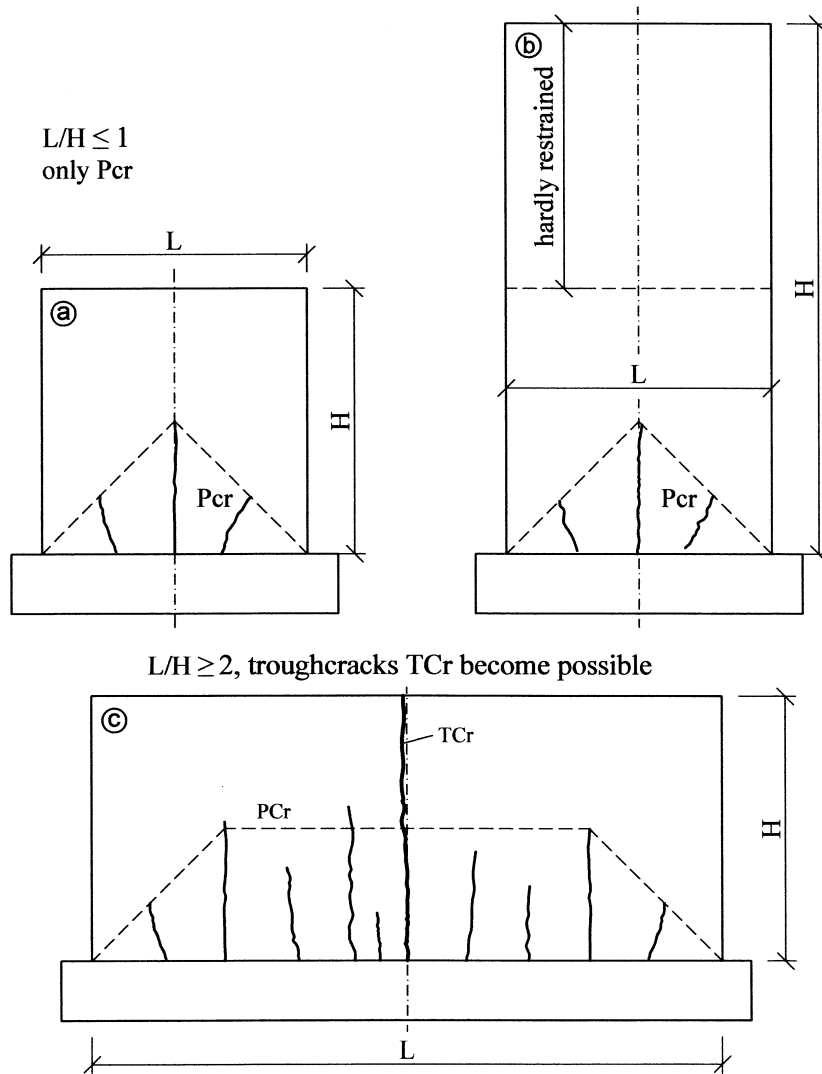 L/H ≤ 1
only Pcr
L
ⓐ
H
Pcr
ⓑ
hardly restrained
H
L
Pcr
L/H ≥ 2, troughcracks TCr become possible
ⓒ
TCr
PCr
H
L